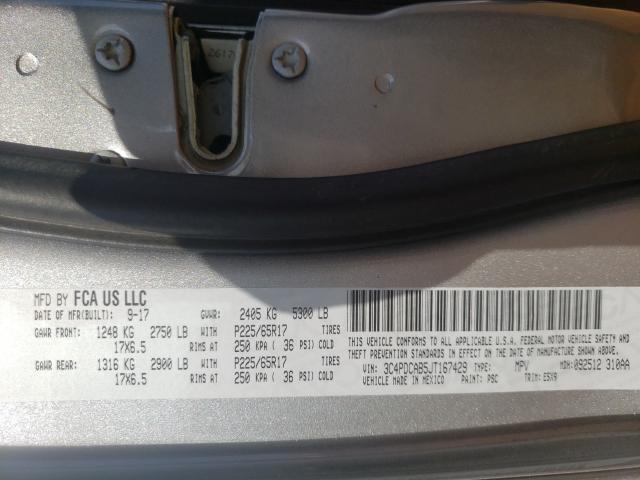 2617
MFD BY FCA US LLC
DATE OF MFR(BUILT): 9-17 GVWR: 2405 KG 5300 LB
GAWR FRONT: 1248 KG 2750 LB WITH P225/65R17 TIRES
17X6.5 RIMS AT 250 KPA ( 36 PSI) COLD
GAWR REAR: 1316 KG 2900 LB WITH P225/65R17 TIRES
17X6.5 RIMS AT 250 KPA ( 36 PSI) COLD
THIS VEHICLE CONFORMS TO ALL APPLICABLE U.S.A. FEDERAL MOTOR VEHICLE SAFETY AND
THEFT PREVENTION STANDARDS IN EFFECT ON THE DATE OF MANUFACTURE SHOWN ABOVE.
VIN: 3C4PDCAB5JT167429 TYPE: MPV MDH: 092512 310AA
VEHICLE MADE IN MEXICO PAINT: PSC TRIM: E5X9